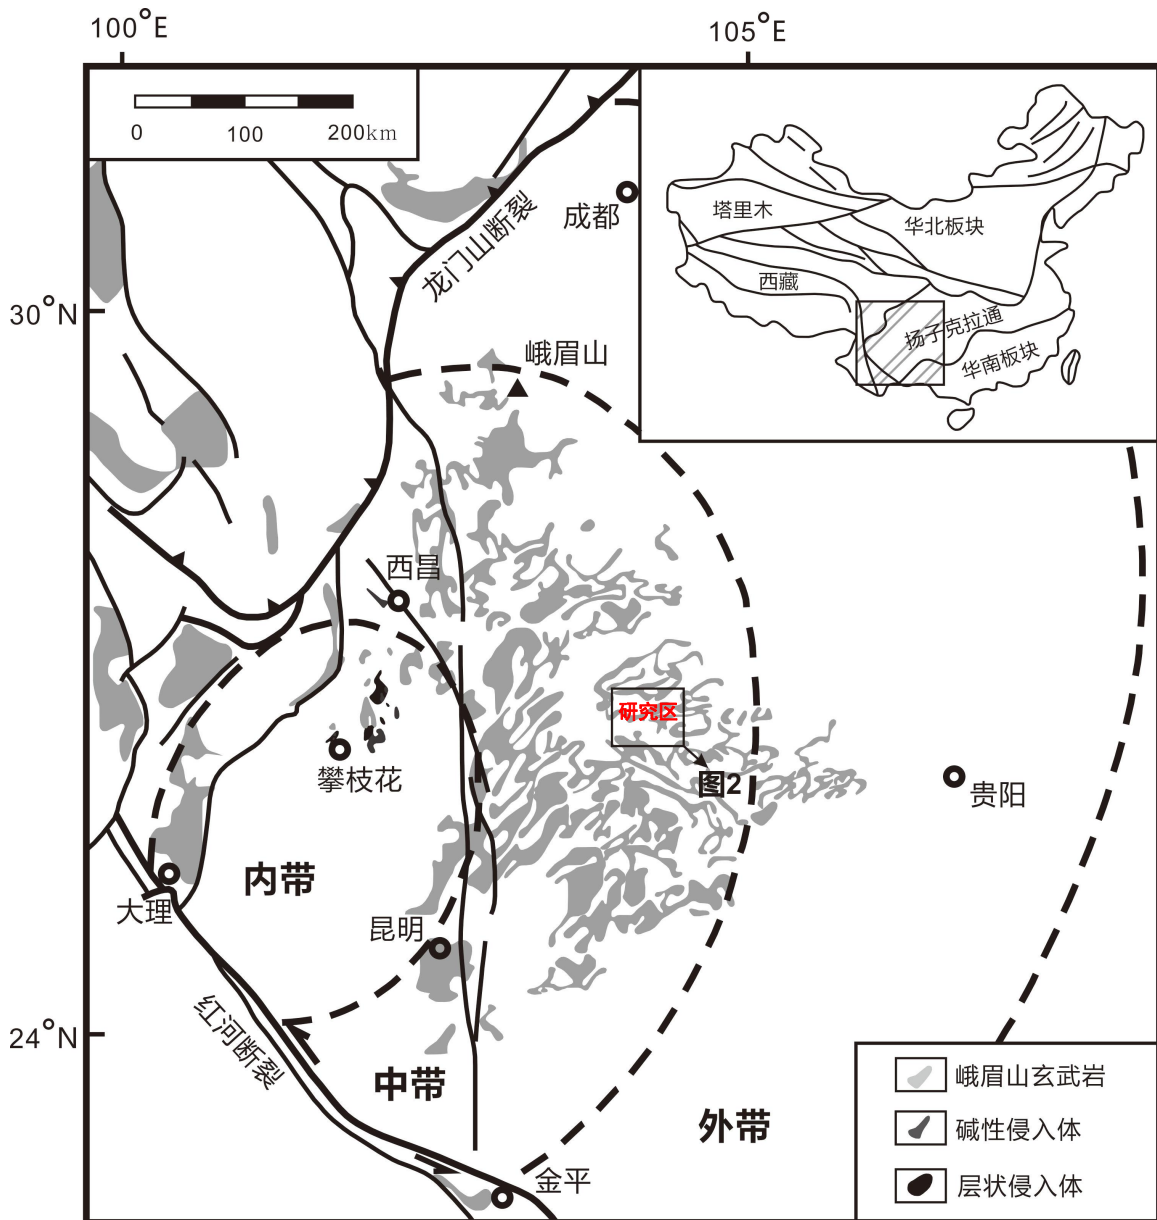 100°E
105°E
0
100
200km
30°N
24°N
成都
龙门山断裂
塔里木
华北板块
西藏
扬子克拉通
华南板块
峨眉山
西昌
研究区
图2
攀枝花
贵阳
内带
大理
昆明
红河断裂
中带
外带
金平
峨眉山玄武岩
碱性侵入体
层状侵入体